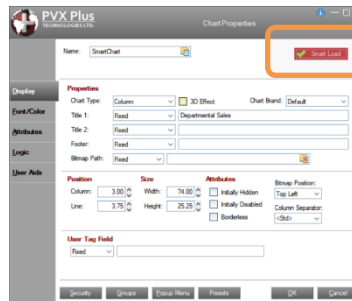 PVX Plus
TECHNOLOGIES LTD.
Chart Properties
Name: SmartChart
Smart Load
Display
Font/Color
Attributes
Logic
User Aids
Properties
Chart Type: Column 3D Effect Chart Brand: Default
Title 1: Fixed Departmental Sales
Title 2: Fixed
Footer: Fixed
Bitmap Path: Fixed
Position Size Attributes Bitmap Position:
Column: 3.00 Width: 74.00 Initially Hidden Top Left
Line: 3.75 Height: 25.25 Initially Disabled Column Separator:
Borderless <Std>
User Tag Field
Fixed
Security Groups Popup Menu Presets OK Cancel